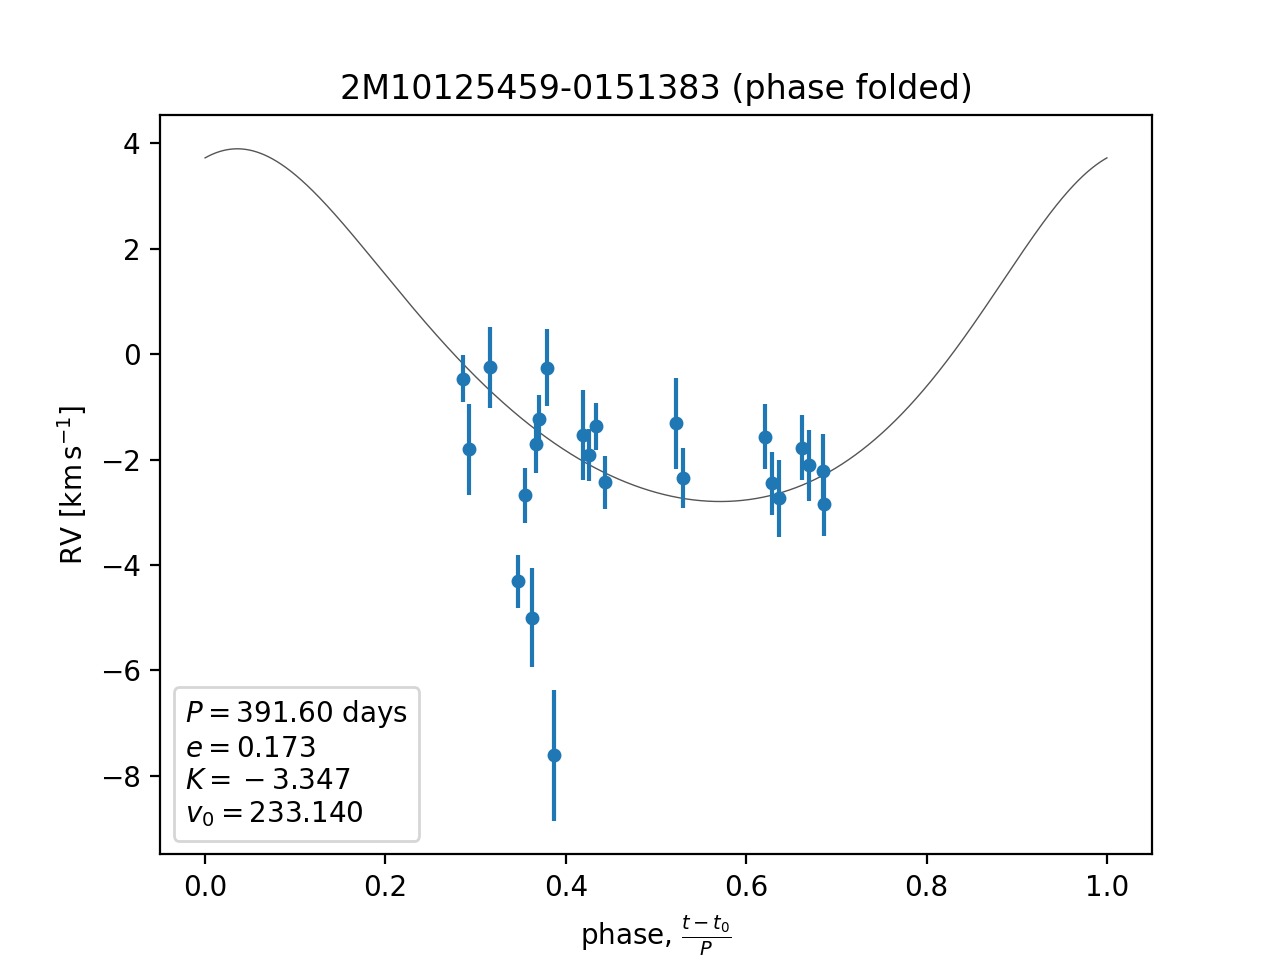 2M10125459-0151383 (phase folded)
4
2
0
−2
−4
−6
−8
RV [km s⁻¹]
P = 391.60 days
e = 0.173
K = −3.347
v₀ = 233.140
0.0 0.2 0.4 0.6 0.8 1.0
phase, (t − t₀)/P